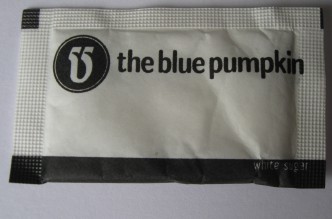 the blue pumpkin
white sugar